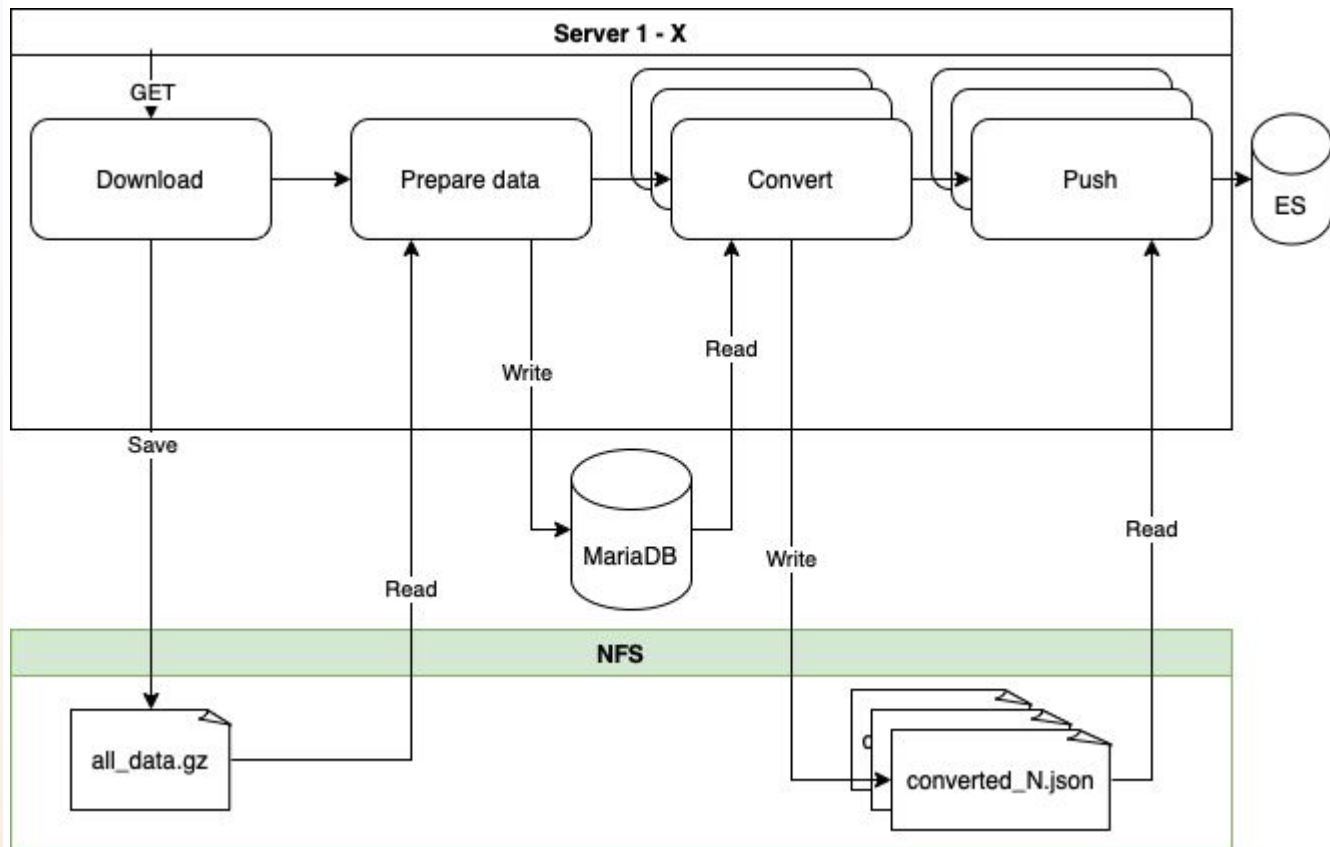 Server 1 - X
GET
Download
Prepare data
Convert
Push
ES
Read
Write
Save
MariaDB
Read
Write
Read
NFS
all_data.gz
converted_N.json